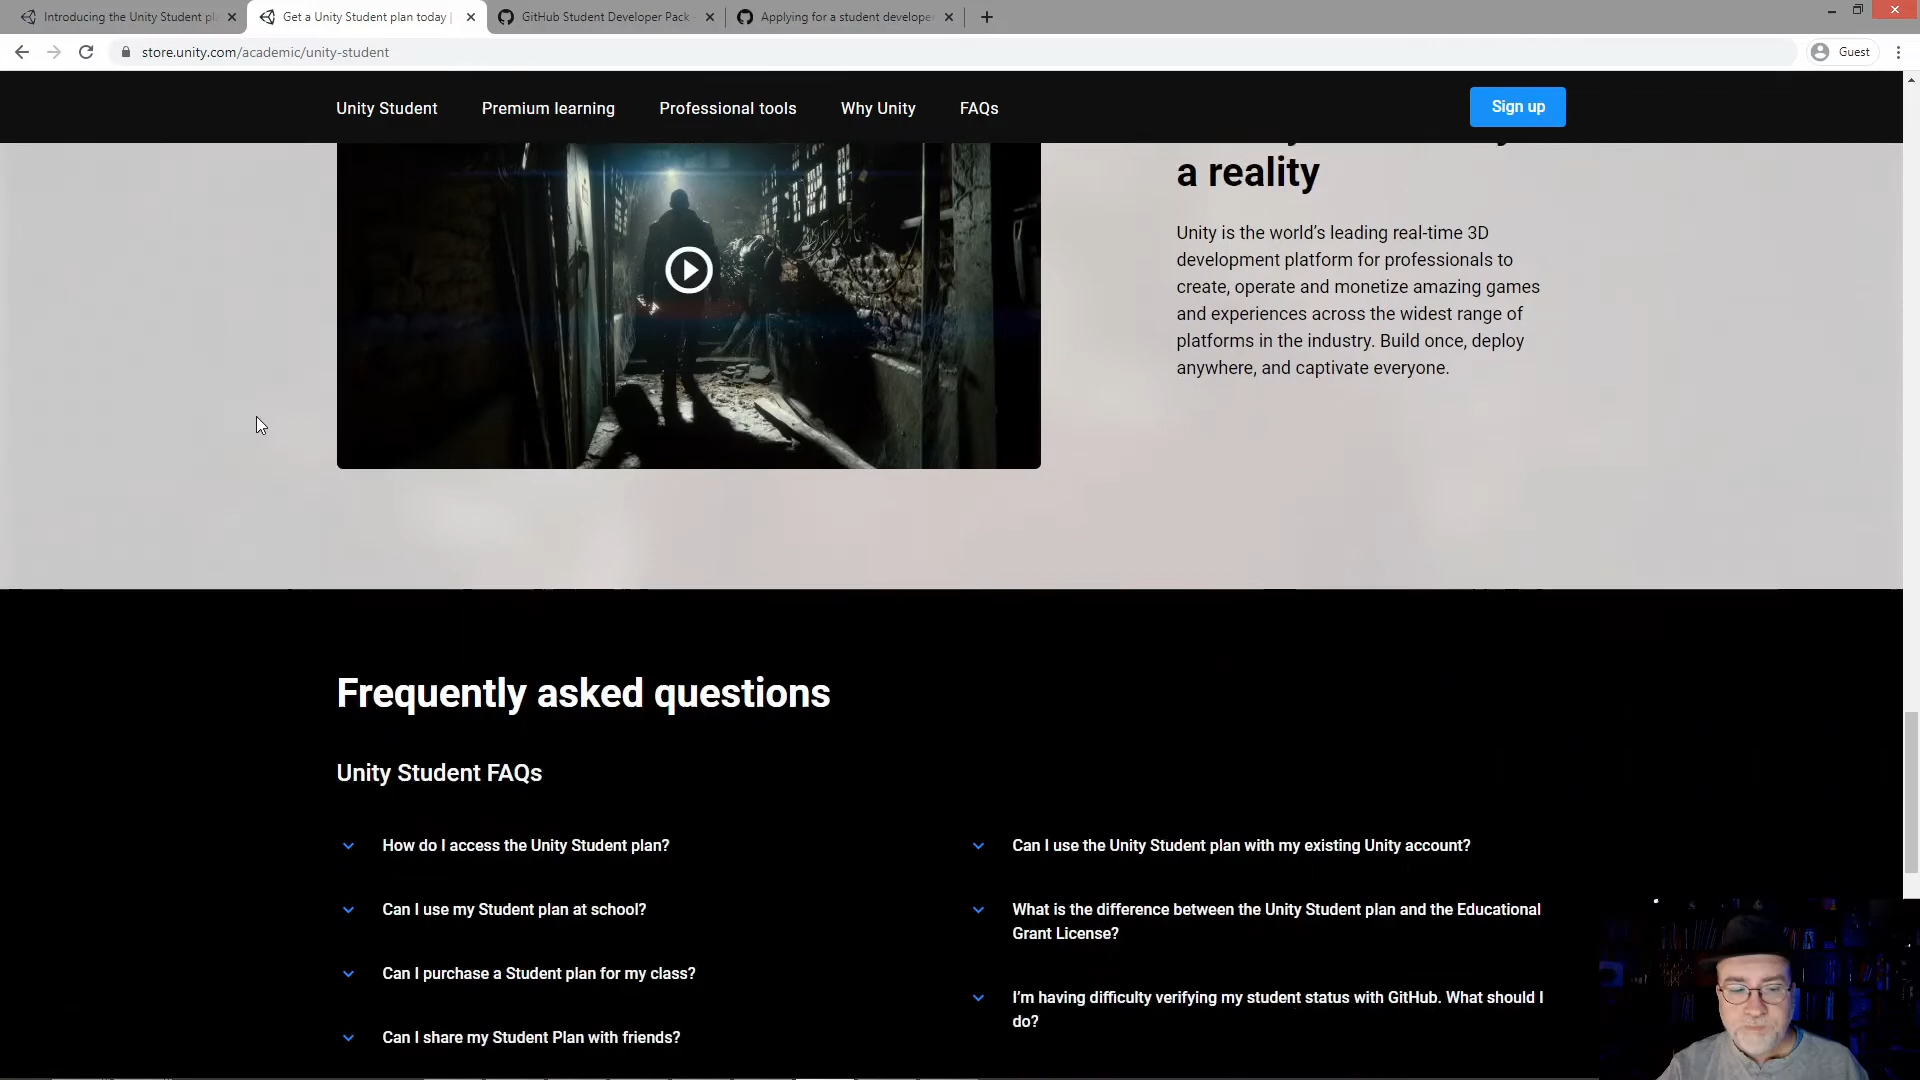 Introducing the Unity Student pl
Get a Unity Student plan today |
GitHub Student Developer Pack
Applying for a student develope
store.unity.com/academic/unity-student
Guest
Unity Student
Premium learning
Professional tools
Why Unity
FAQs
Sign up
a reality
Unity is the world’s leading real-time 3D
development platform for professionals to
create, operate and monetize amazing games
and experiences across the widest range of
platforms in the industry. Build once, deploy
anywhere, and captivate everyone.
Frequently asked questions
Unity Student FAQs
How do I access the Unity Student plan?
Can I use my Student plan at school?
Can I purchase a Student plan for my class?
Can I share my Student Plan with friends?
Can I use the Unity Student plan with my existing Unity account?
What is the difference between the Unity Student plan and the Educational
Grant License?
I’m having difficulty verifying my student status with GitHub. What should I
do?